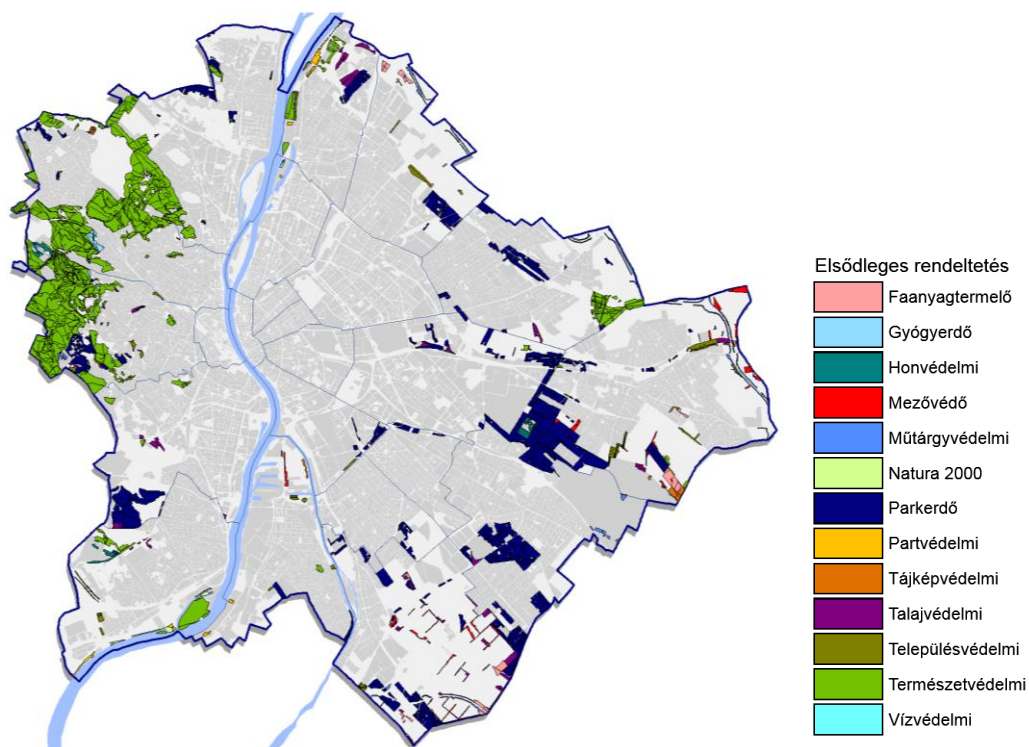 Elsődleges rendeltetés
Faanyagtermelő
Gyógyerdő
Honvédelmi
Mezővédő
Műtárgyvédelmi
Natura 2000
Parkerdő
Partvédelmi
Tájképvédelmi
Talajvédelmi
Településvédelmi
Természetvédelmi
Vízvédelmi